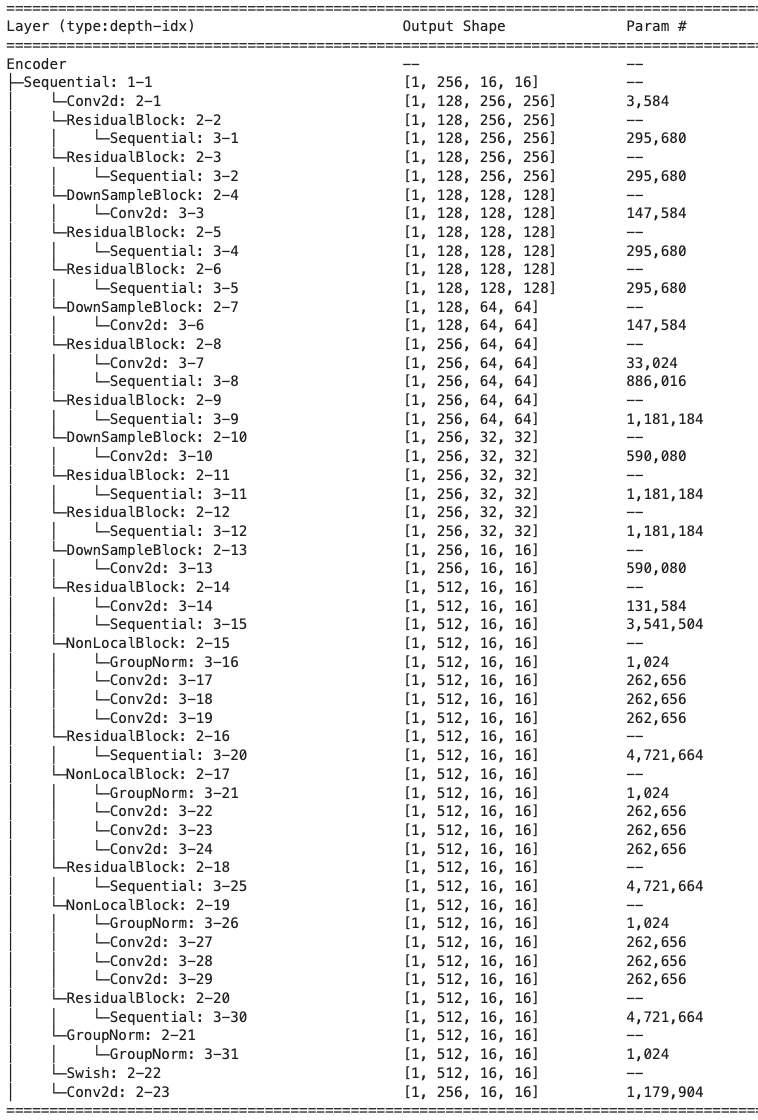 ==========================================================================================
Layer (type:depth-idx)                        Output Shape              Param #
==========================================================================================
Encoder                                       --                        --
├─Sequential: 1-1                             [1, 256, 16, 16]          --
│    └─Conv2d: 2-1                            [1, 128, 256, 256]        3,584
│    └─ResidualBlock: 2-2                     [1, 128, 256, 256]        --
│    │    └─Sequential: 3-1                   [1, 128, 256, 256]        295,680
│    └─ResidualBlock: 2-3                     [1, 128, 256, 256]        --
│    │    └─Sequential: 3-2                   [1, 128, 256, 256]        295,680
│    └─DownSampleBlock: 2-4                   [1, 128, 128, 128]        --
│    │    └─Conv2d: 3-3                       [1, 128, 128, 128]        147,584
│    └─ResidualBlock: 2-5                     [1, 128, 128, 128]        --
│    │    └─Sequential: 3-4                   [1, 128, 128, 128]        295,680
│    └─ResidualBlock: 2-6                     [1, 128, 128, 128]        --
│    │    └─Sequential: 3-5                   [1, 128, 128, 128]        295,680
│    └─DownSampleBlock: 2-7                   [1, 128, 64, 64]          --
│    │    └─Conv2d: 3-6                       [1, 128, 64, 64]          147,584
│    └─ResidualBlock: 2-8                     [1, 256, 64, 64]          --
│    │    └─Conv2d: 3-7                       [1, 256, 64, 64]          33,024
│    │    └─Sequential: 3-8                   [1, 256, 64, 64]          886,016
│    └─ResidualBlock: 2-9                     [1, 256, 64, 64]          --
│    │    └─Sequential: 3-9                   [1, 256, 64, 64]          1,181,184
│    └─DownSampleBlock: 2-10                  [1, 256, 32, 32]          --
│    │    └─Conv2d: 3-10                      [1, 256, 32, 32]          590,080
│    └─ResidualBlock: 2-11                    [1, 256, 32, 32]          --
│    │    └─Sequential: 3-11                  [1, 256, 32, 32]          1,181,184
│    └─ResidualBlock: 2-12                    [1, 256, 32, 32]          --
│    │    └─Sequential: 3-12                  [1, 256, 32, 32]          1,181,184
│    └─DownSampleBlock: 2-13                  [1, 256, 16, 16]          --
│    │    └─Conv2d: 3-13                      [1, 256, 16, 16]          590,080
│    └─ResidualBlock: 2-14                    [1, 512, 16, 16]          --
│    │    └─Conv2d: 3-14                      [1, 512, 16, 16]          131,584
│    │    └─Sequential: 3-15                  [1, 512, 16, 16]          3,541,504
│    └─NonLocalBlock: 2-15                    [1, 512, 16, 16]          --
│    │    └─GroupNorm: 3-16                   [1, 512, 16, 16]          1,024
│    │    └─Conv2d: 3-17                      [1, 512, 16, 16]          262,656
│    │    └─Conv2d: 3-18                      [1, 512, 16, 16]          262,656
│    │    └─Conv2d: 3-19                      [1, 512, 16, 16]          262,656
│    └─ResidualBlock: 2-16                    [1, 512, 16, 16]          --
│    │    └─Sequential: 3-20                  [1, 512, 16, 16]          4,721,664
│    └─NonLocalBlock: 2-17                    [1, 512, 16, 16]          --
│    │    └─GroupNorm: 3-21                   [1, 512, 16, 16]          1,024
│    │    └─Conv2d: 3-22                      [1, 512, 16, 16]          262,656
│    │    └─Conv2d: 3-23                      [1, 512, 16, 16]          262,656
│    │    └─Conv2d: 3-24                      [1, 512, 16, 16]          262,656
│    └─ResidualBlock: 2-18                    [1, 512, 16, 16]          --
│    │    └─Sequential: 3-25                  [1, 512, 16, 16]          4,721,664
│    └─NonLocalBlock: 2-19                    [1, 512, 16, 16]          --
│    │    └─GroupNorm: 3-26                   [1, 512, 16, 16]          1,024
│    │    └─Conv2d: 3-27                      [1, 512, 16, 16]          262,656
│    │    └─Conv2d: 3-28                      [1, 512, 16, 16]          262,656
│    │    └─Conv2d: 3-29                      [1, 512, 16, 16]          262,656
│    └─ResidualBlock: 2-20                    [1, 512, 16, 16]          --
│    │    └─Sequential: 3-30                  [1, 512, 16, 16]          4,721,664
│    └─GroupNorm: 2-21                        [1, 512, 16, 16]          --
│    │    └─GroupNorm: 3-31                   [1, 512, 16, 16]          1,024
│    └─Swish: 2-22                            [1, 512, 16, 16]          --
│    └─Conv2d: 2-23                           [1, 256, 16, 16]          1,179,904
==========================================================================================